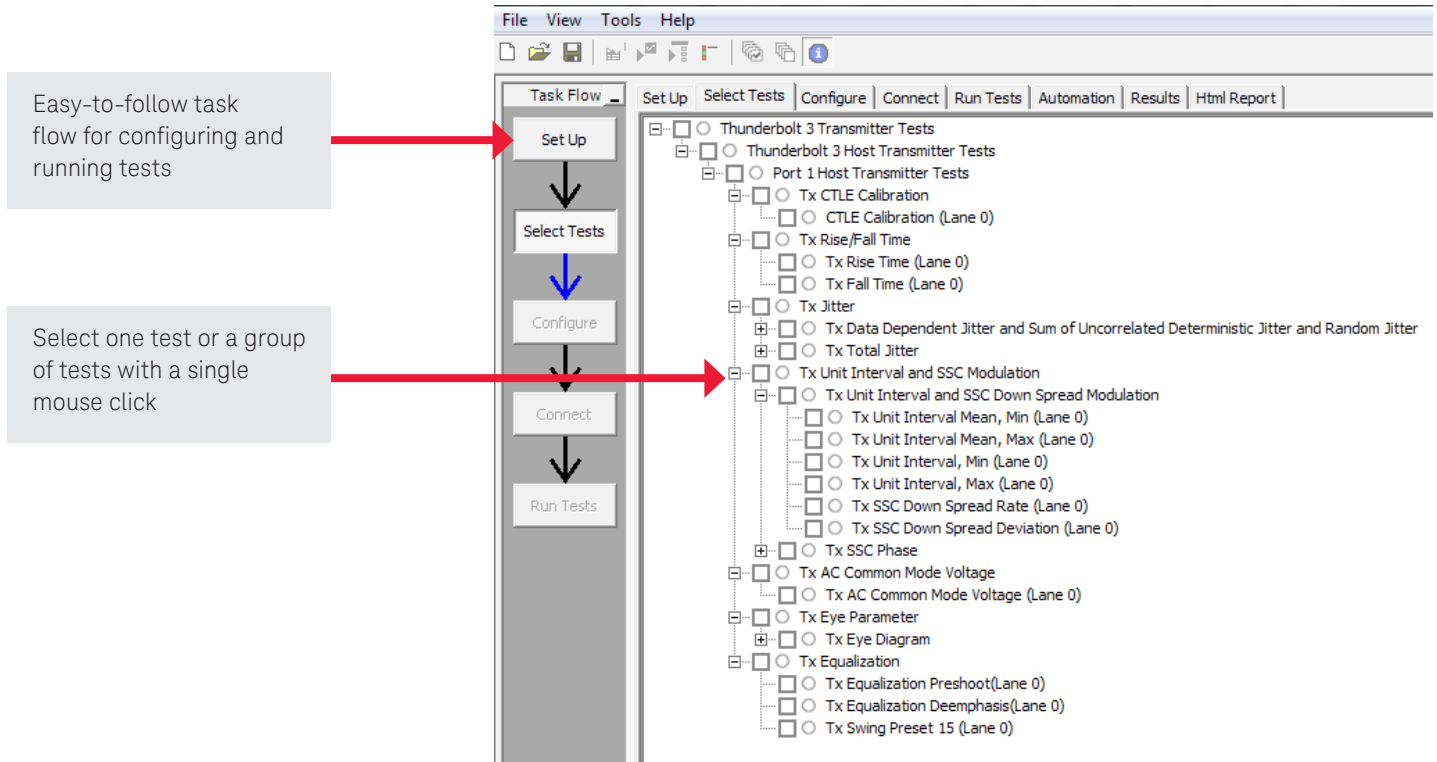 File View Tools Help
Easy-to-follow task
flow for configuring and
running tests
Select one test or a group
of tests with a single
mouse click
Task Flow
Set Up
Select Tests
Configure
Connect
Run Tests
Set Up Select Tests Configure Connect Run Tests Automation Results Html Report
Thunderbolt 3 Transmitter Tests
Thunderbolt 3 Host Transmitter Tests
Port 1 Host Transmitter Tests
Tx CTLE Calibration
CTLE Calibration (Lane 0)
Tx Rise/Fall Time
Tx Rise Time (Lane 0)
Tx Fall Time (Lane 0)
Tx Jitter
Tx Data Dependent Jitter and Sum of Uncorrelated Deterministic Jitter and Random Jitter
Tx Total Jitter
Tx Unit Interval and SSC Modulation
Tx Unit Interval and SSC Down Spread Modulation
Tx Unit Interval Mean, Min (Lane 0)
Tx Unit Interval Mean, Max (Lane 0)
Tx Unit Interval, Min (Lane 0)
Tx Unit Interval, Max (Lane 0)
Tx SSC Down Spread Rate (Lane 0)
Tx SSC Down Spread Deviation (Lane 0)
Tx SSC Phase
Tx AC Common Mode Voltage
Tx AC Common Mode Voltage (Lane 0)
Tx Eye Parameter
Tx Eye Diagram
Tx Equalization
Tx Equalization Preshoot(Lane 0)
Tx Equalization Deemphasis(Lane 0)
Tx Swing Preset 15 (Lane 0)